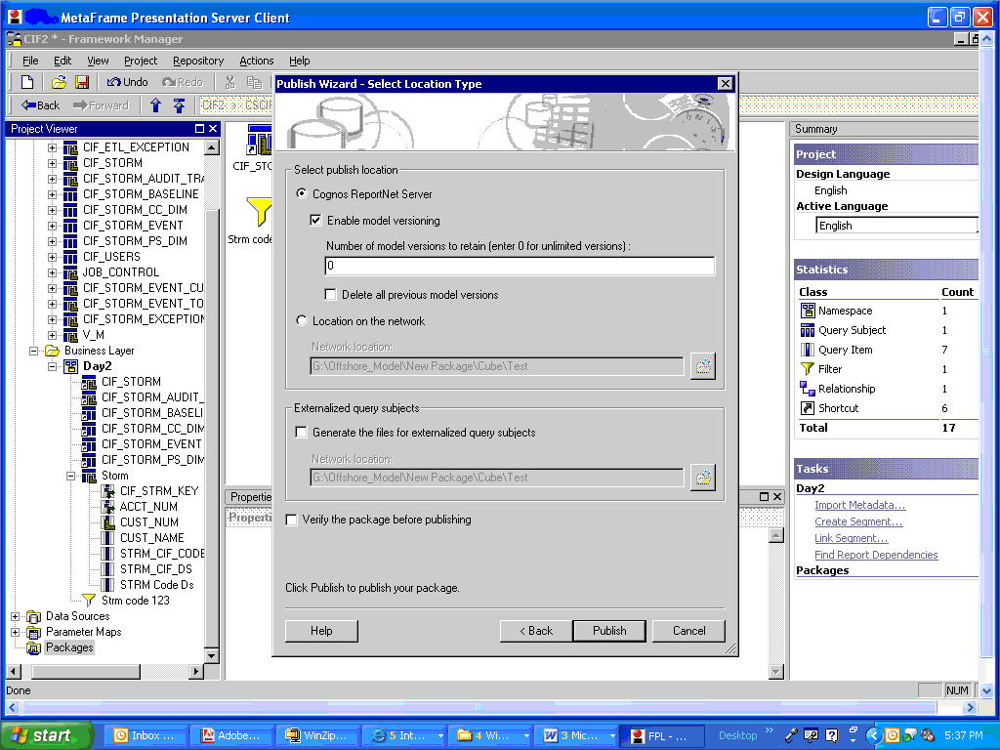 MetaFrame Presentation Server Client
CIF2 * - Framework Manager
File Edit View Project Repository Actions Help
Undo Redo
Back Forward CIF2 > CSCIF
Project Viewer
CIF_ETL_EXCEPTION
CIF_STORM
CIF_STORM_AUDIT_TRA
CIF_STORM_BASELINE
CIF_STORM_CC_DIM
CIF_STORM_EVENT
CIF_STORM_PS_DIM
CIF_USERS
JOB_CONTROL
CIF_STORM_EVENT_CU
CIF_STORM_EVENT_TO
CIF_STORM_EXCEPTION
V_M
Business Layer
Day2
CIF_STORM
CIF_STORM_AUDIT_
CIF_STORM_BASELI
CIF_STORM_CC_DIM
CIF_STORM_EVENT
CIF_STORM_PS_DIM
Storm
CIF_STRM_KEY
ACCT_NUM
CUST_NUM
CUST_NAME
STRM_CIF_CODE
STRM_CIF_DS
STRM Code Ds
Strm code 123
Data Sources
Parameter Maps
Packages
CIF_STO
Strm code
Propertie
Properti
Publish Wizard - Select Location Type
Select publish location
Cognos ReportNet Server
Enable model versioning
Number of model versions to retain (enter 0 for unlimited versions) :
0
Delete all previous model versions
Location on the network
Network location:
G:\Offshore_Model\New Package\Cube\Test
Externalized query subjects
Generate the files for externalized query subjects
Network location:
G:\Offshore_Model\New Package\Cube\Test
Verify the package before publishing
Click Publish to publish your package.
Help < Back Publish Cancel
Summary
Project
Design Language
English
Active Language
English
Statistics
Class Count
Namespace 1
Query Subject 1
Query Item 7
Filter 1
Relationship 1
Shortcut 6
Total 17
Tasks
Day2
Import Metadata...
Create Segment...
Link Segment...
Find Report Dependencies
Packages
Done NUM
start Inbox ... Adobe... WinZip... 5 Int... 4 Wi... 3 Mic... FPL - ... Desktop » 5:37 PM